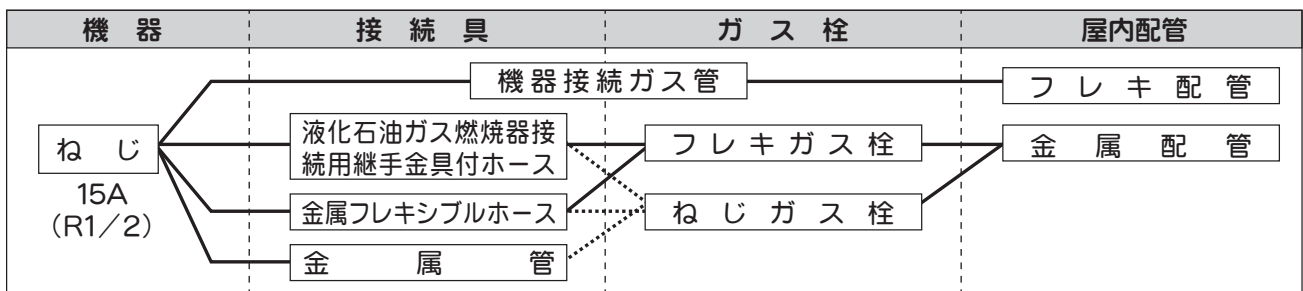 機器 接続具 ガス栓 屋内配管
機器接続ガス管 フレキ配管
ねじ 液化石油ガス燃焼器接 フレキガス栓 金属配管
続用継手金具付ホース
15A 金属フレキシブルホース ねじガス栓
(R1/2)
金属管